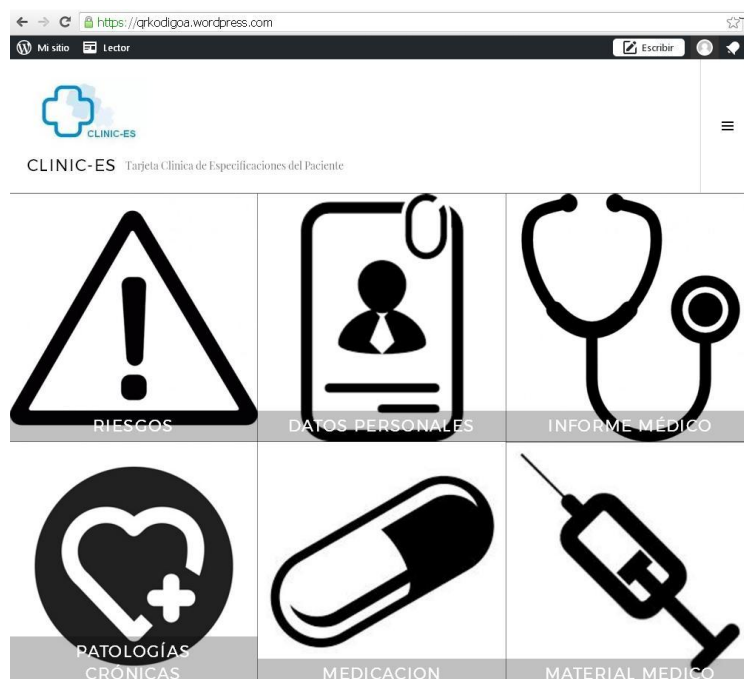 https://qrkodigoa.wordpress.com
Mi sitio Lector Escribir
CLINIC-ES
CLINIC-ES Tarjeta Clinica de Especificaciones del Paciente
RIESGOS DATOS PERSONALES INFORME MÉDICO
PATOLOGÍAS
CRÓNICAS MEDICACION MATERIAL MEDICO